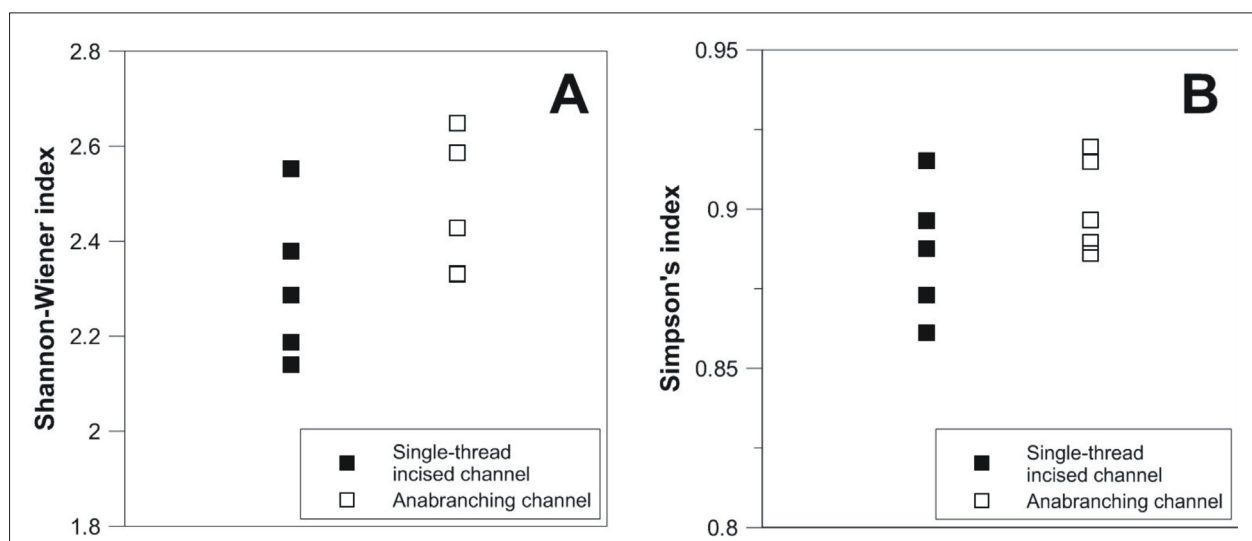 A
Shannon-Wiener index
2.8
2.6
2.4
2.2
2
1.8
Single-thread
incised channel
Anabranching channel
B
Simpson's index
0.95
0.9
0.85
0.8
Single-thread
incised channel
Anabranching channel